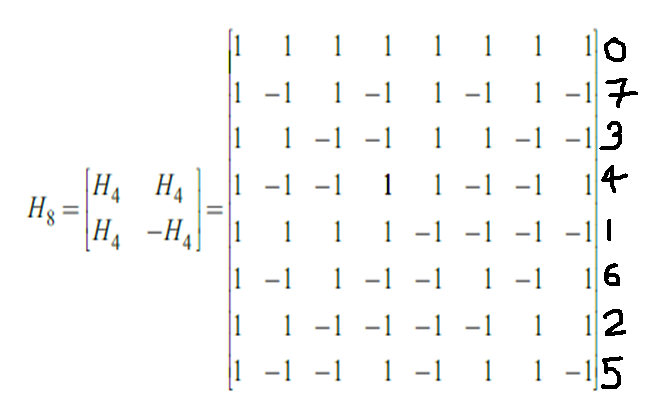 1 1 1 1 1 1 1 1 0
1 −1 1 −1 1 −1 1 −1 7
1 1 −1 −1 1 1 −1 −1 3
H₈ = [H₄ H₄ H₄ −H₄] = 1 −1 −1 1 1 −1 −1 1 4
1 1 1 1 −1 −1 −1 −1 1
1 −1 1 −1 −1 1 −1 1 6
1 1 −1 −1 −1 −1 1 1 2
1 −1 −1 1 −1 1 1 −1 5